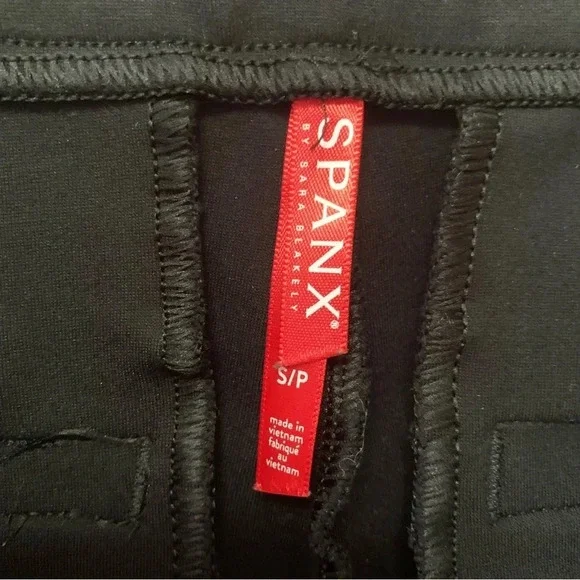 SPANX®
BY SARA BLAKELY
S/P
made in
vietnam
fabriqué
au
vietnam